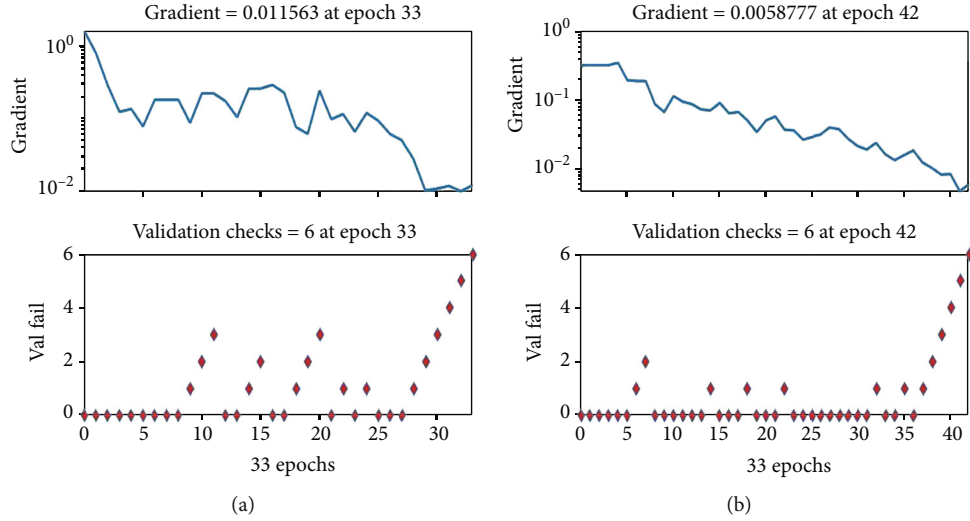 Gradient = 0.011563 at epoch 33
10^0
10^-2
Gradient
Validation checks = 6 at epoch 33
6
4
2
0
Val fail
0 5 10 15 20 25 30
33 epochs
(a)
Gradient = 0.0058777 at epoch 42
10^0
10^-1
10^-2
Gradient
Validation checks = 6 at epoch 42
6
4
2
0
Val fail
0 5 10 15 20 25 30 35 40
33 epochs
(b)